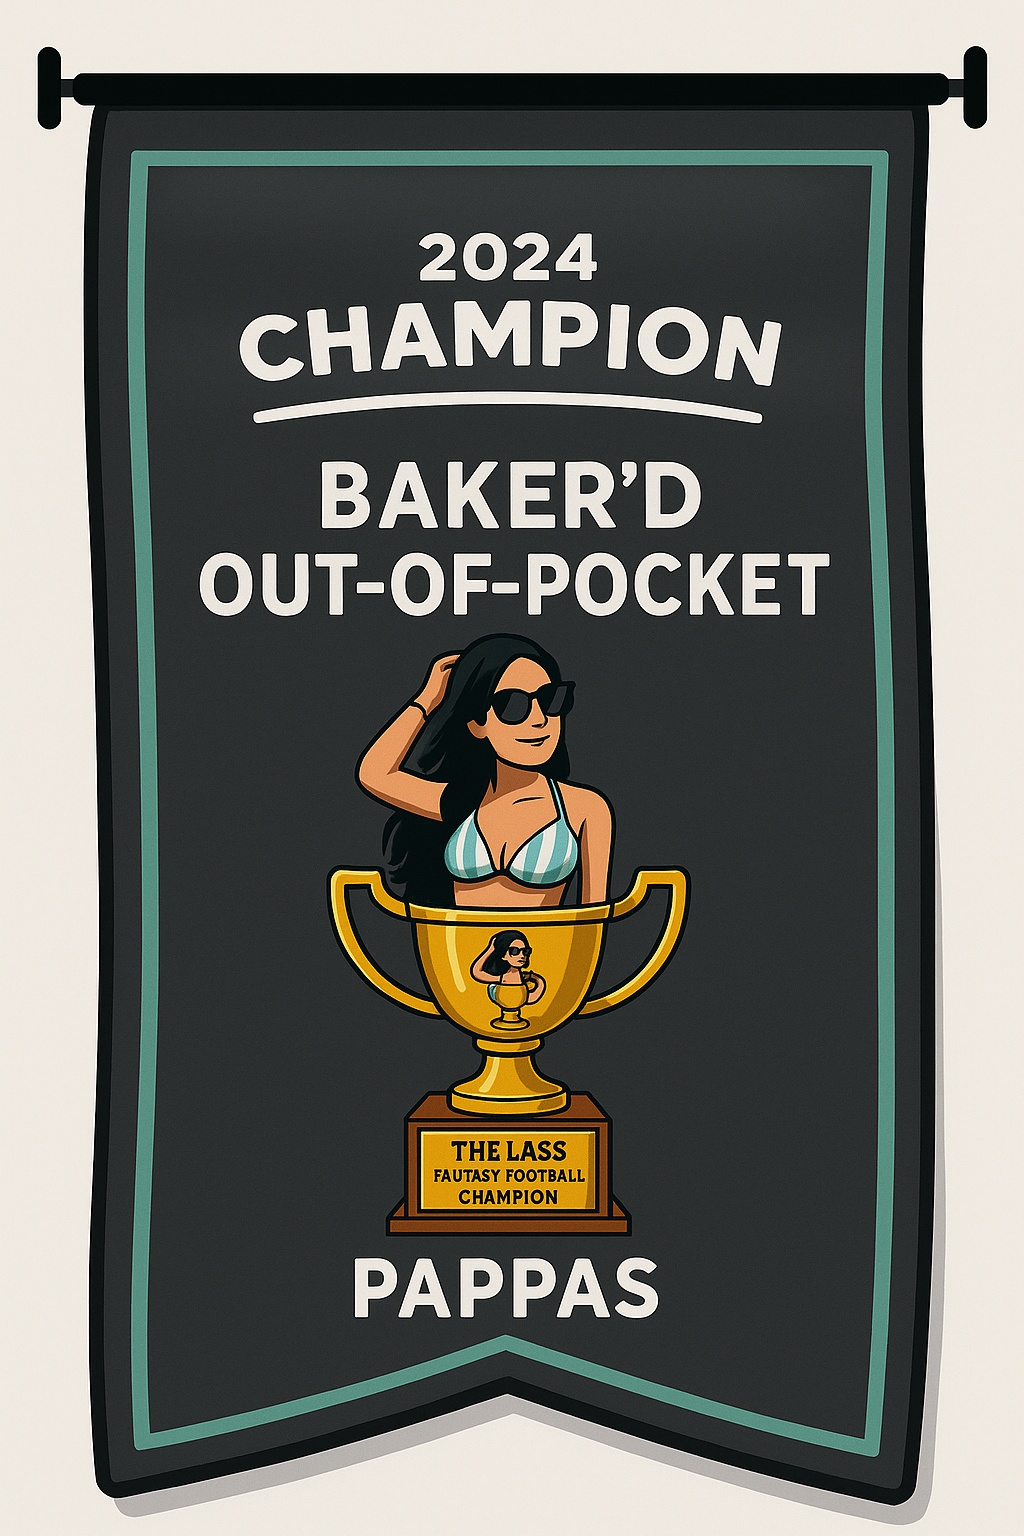 2024
CHAMPION
BAKER’D
OUT-OF-POCKET
THE LASS
FAUTASY FOOTBALL
CHAMPION
PAPPAS